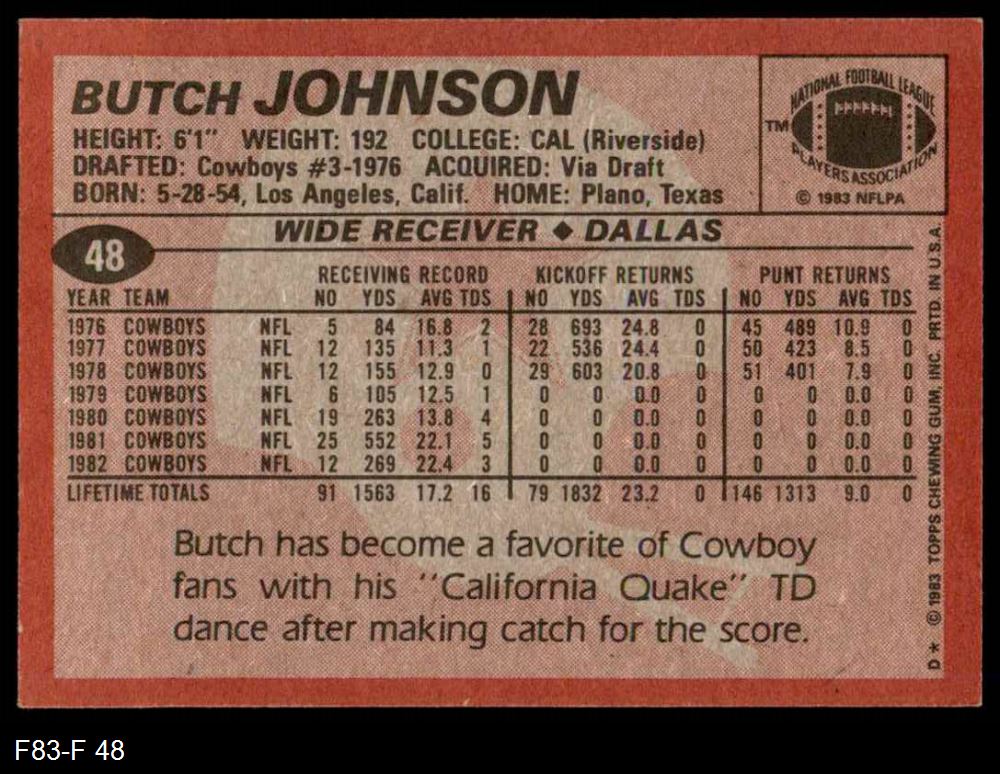 BUTCH JOHNSON
HEIGHT: 6'1" WEIGHT: 192 COLLEGE: CAL (Riverside)
DRAFTED: Cowboys #3-1976 ACQUIRED: Via Draft
BORN: 5-28-54, Los Angeles, Calif. HOME: Plano, Texas
NATIONAL FOOTBALL LEAGUE
TM
PLAYERS ASSOCIATION
© 1983 NFLPA
48
WIDE RECEIVER ◆ DALLAS
RECEIVING RECORD KICKOFF RETURNS PUNT RETURNS
YEAR TEAM NO YDS AVG TDS NO YDS AVG TDS NO YDS AVG TDS
1976 COWBOYS NFL 5 84 16.8 2 28 693 24.8 0 45 489 10.9 0
1977 COWBOYS NFL 12 135 11.3 1 22 536 24.4 0 50 423 8.5 0
1978 COWBOYS NFL 12 155 12.9 0 29 603 20.8 0 51 401 7.9 0
1979 COWBOYS NFL 6 105 12.5 1 0 0 0.0 0 0 0 0.0 0
1980 COWBOYS NFL 19 263 13.8 4 0 0 0.0 0 0 0 0.0 0
1981 COWBOYS NFL 25 552 22.1 5 0 0 0.0 0 0 0 0.0 0
1982 COWBOYS NFL 12 269 22.4 3 0 0 0.0 0 0 0 0.0 0
LIFETIME TOTALS 91 1563 17.2 16 79 1832 23.2 0 146 1313 9.0 0
Butch has become a favorite of Cowboy
fans with his ''California Quake'' TD
dance after making catch for the score.
D* © 1983 TOPPS CHEWING GUM, INC. PRTD. IN U.S.A.
F83-F 48